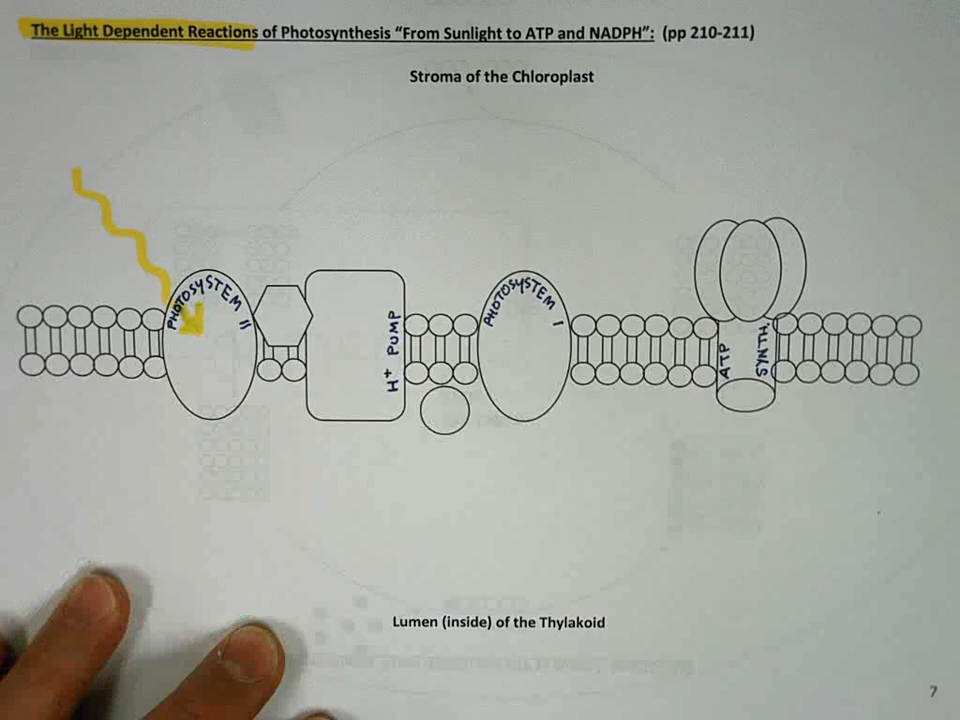 The Light Dependent Reactions of Photosynthesis “From Sunlight to ATP and NADPH”: (pp 210-211)
Stroma of the Chloroplast
PHOTOSYSTEM II
H+ PUMP
PHOTOSYSTEM I
ATP
SYNTH.
Lumen (inside) of the Thylakoid
7